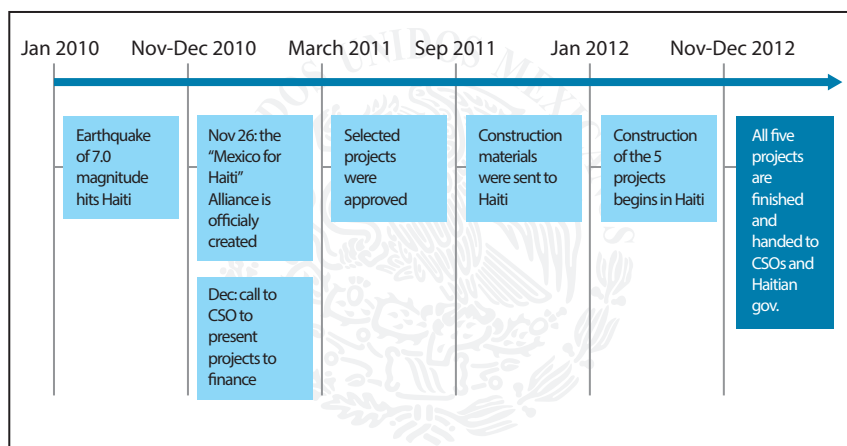 Jan 2010 Nov-Dec 2010 March 2011 Sep 2011 Jan 2012 Nov-Dec 2012
Earthquake
of 7.0
magnitude
hits Haiti
Nov 26: the
“Mexico for
Haiti”
Alliance is
officialy
created
Dec: call to
CSO to
present
projects to
finance
Selected
projects
were
approved
Construction
materials
were sent to
Haiti
Construction
of the 5
projects
begins in Haiti
All five
projects
are
finished
and
handed to
CSOs and
Haitian
gov.
UNIDOS MEXICANOS